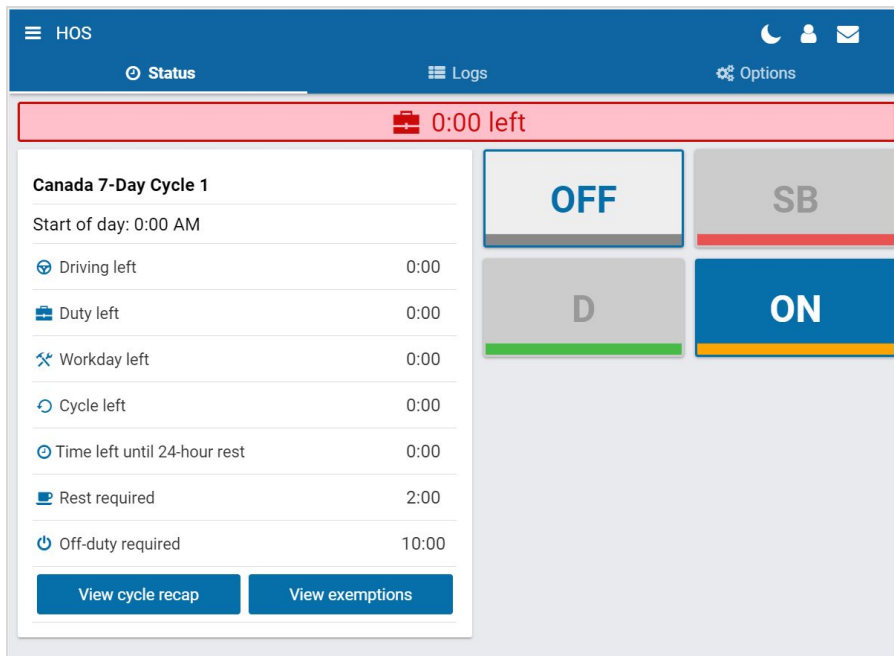 HOS
Status Logs Options
0:00 left
Canada 7-Day Cycle 1
Start of day: 0:00 AM
Driving left 0:00
Duty left 0:00
Workday left 0:00
Cycle left 0:00
Time left until 24-hour rest 0:00
Rest required 2:00
Off-duty required 10:00
View cycle recap View exemptions
OFF SB
D ON